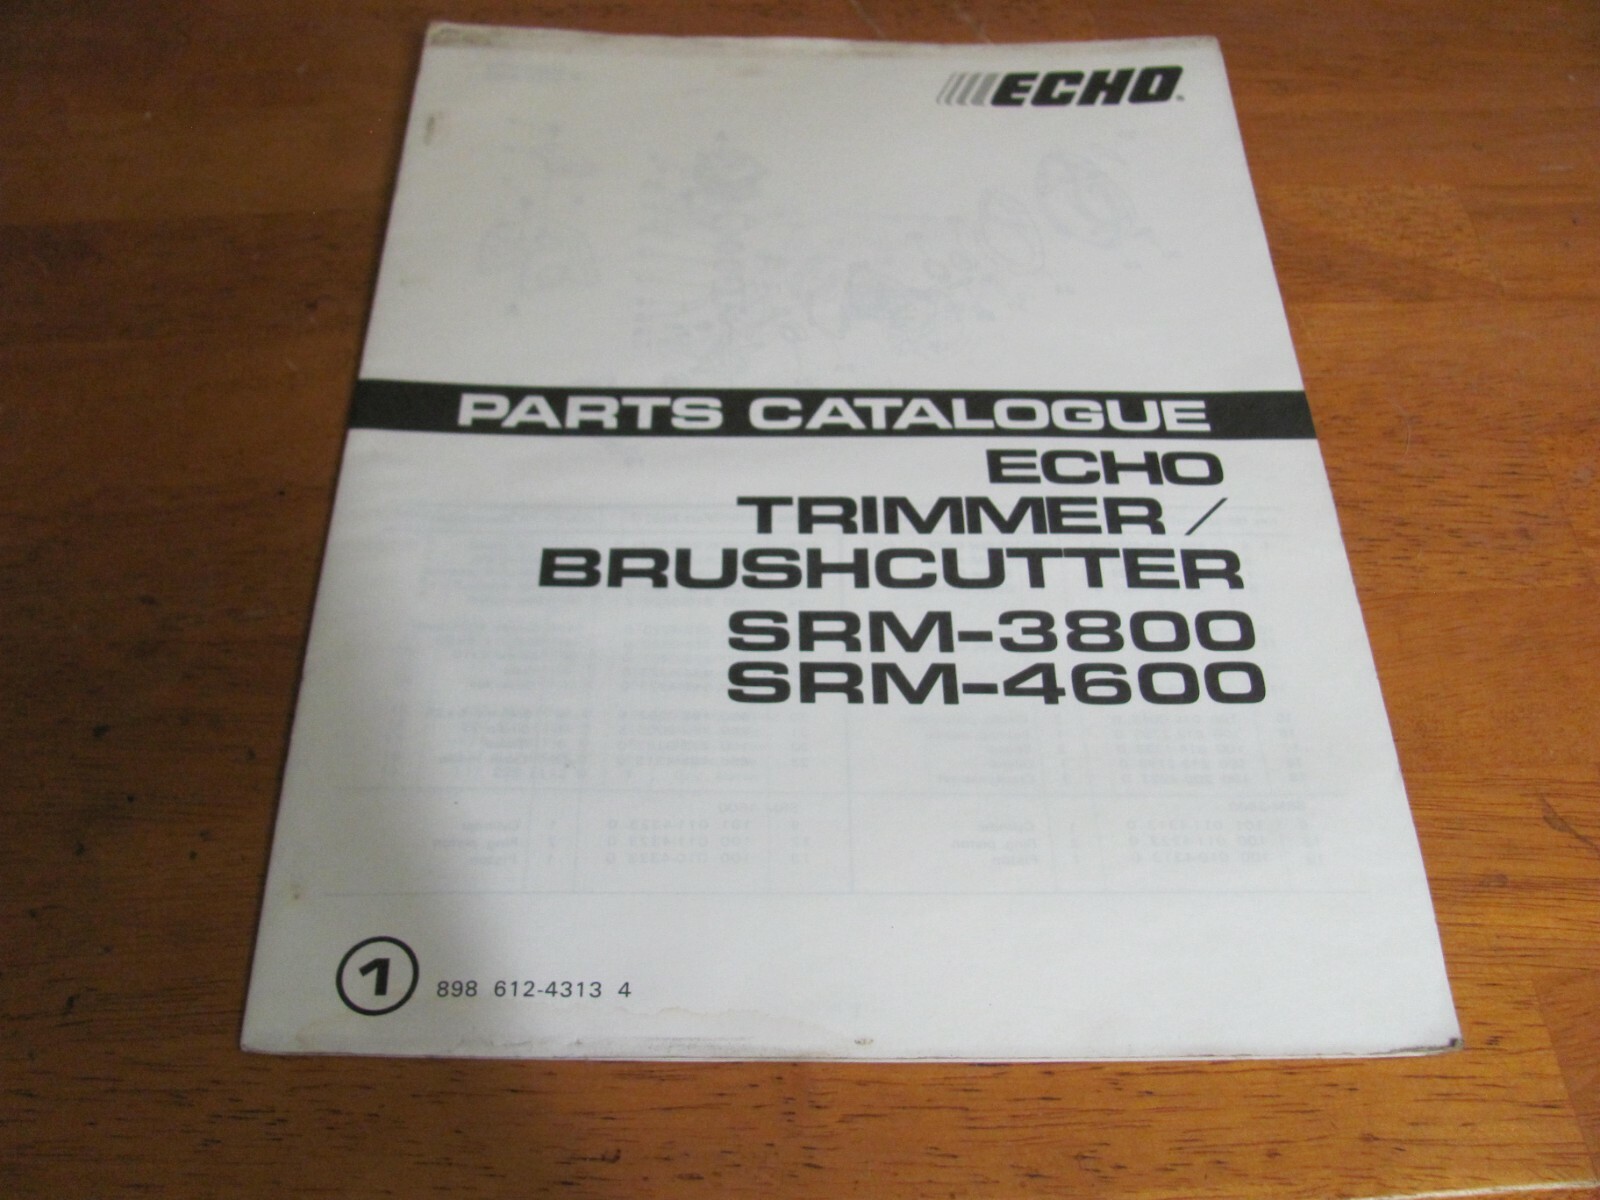 ECHO
PARTS CATALOGUE
ECHO
TRIMMER /
BRUSHCUTTER
SRM-3800
SRM-4600
1 898 612-4313 4